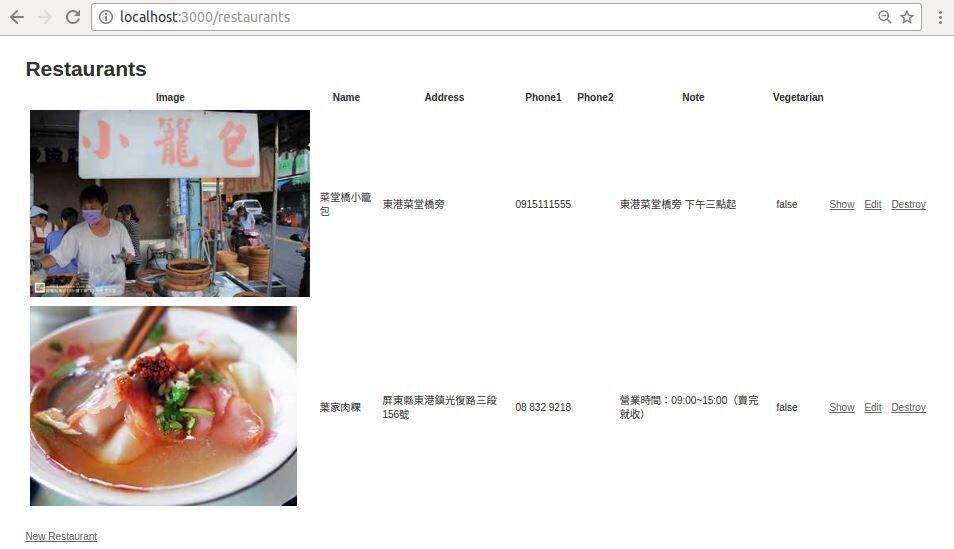 localhost:3000/restaurants
Restaurants
Image Name Address Phone1 Phone2 Note Vegetarian
小籠包
菜堂橋小籠
包
東港菜堂橋旁
0915111555
東港菜堂橋旁 下午三點起
false
Show Edit Destroy
葉家肉粿
屏東縣東港鎮光復路三段
156號
08 832 9218
營業時間：09:00~15:00（賣完
就收）
false
Show Edit Destroy
New Restaurant